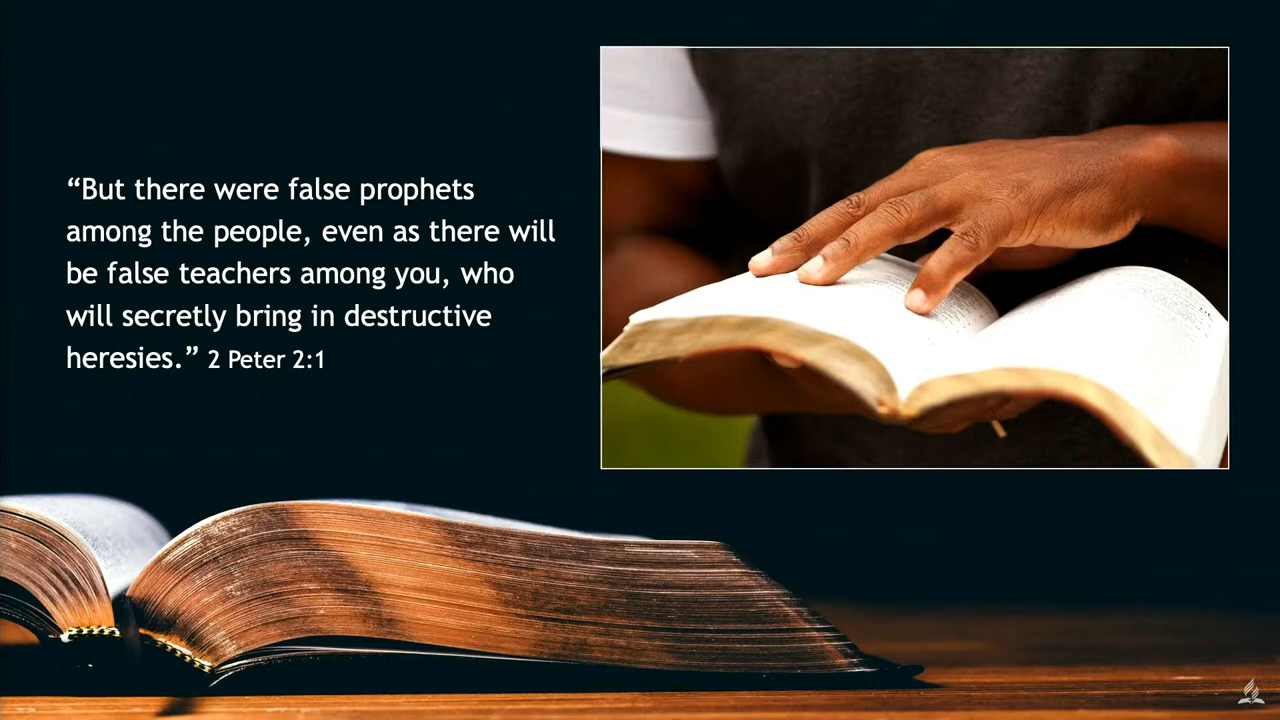 “But there were false prophets
among the people, even as there will
be false teachers among you, who
will secretly bring in destructive
heresies.” 2 Peter 2:1